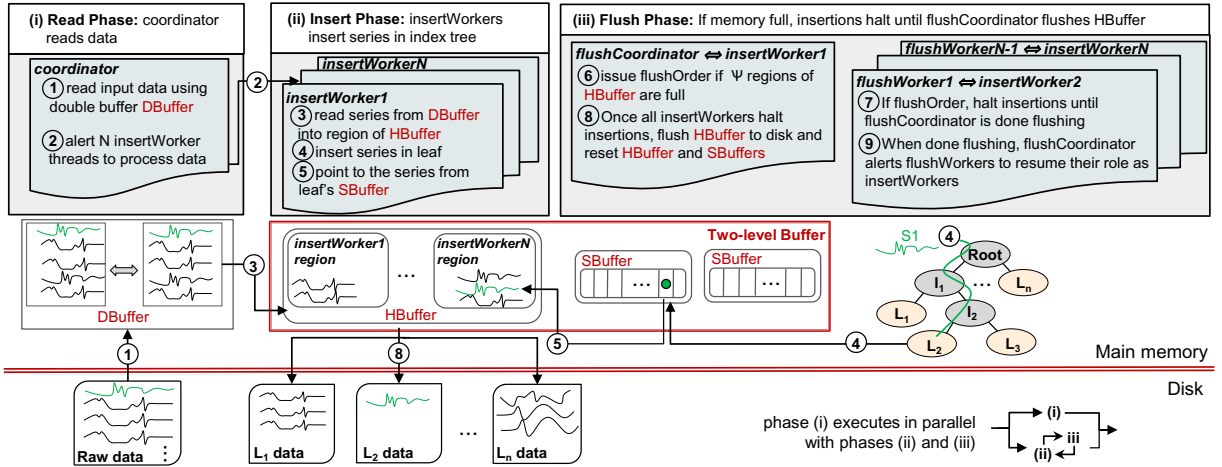 (i) Read Phase: coordinator
reads data
coordinator
1 read input data using
double buffer DBuffer
2 alert N insertWorker
threads to process data
2
(ii) Insert Phase: insertWorkers
insert series in index tree
insertWorkerN
insertWorker1
3 read series from DBuffer
into region of HBuffer
4 insert series in leaf
5 point to the series from
leaf's SBuffer
(iii) Flush Phase: If memory full, insertions halt until flushCoordinator flushes HBuffer
flushCoordinator ⇔ insertWorker1
6 issue flushOrder if Ψ regions of
HBuffer are full
8 Once all insertWorkers halt
insertions, flush HBuffer to disk and
reset HBuffer and SBuffers
flushWorkerN-1 ⇔ insertWorkerN
flushWorker1 ⇔ insertWorker2
7 If flushOrder, halt insertions until
flushCoordinator is done flushing
9 When done flushing, flushCoordinator
alerts flushWorkers to resume their role as
insertWorkers
DBuffer
3
Two-level Buffer
insertWorker1
region
...
insertWorkerN
region
HBuffer
SBuffer
...
SBuffer
...
5
4
S1
4
Root
I1
...
Ln
L1
I2
L2
L3
Main memory
Disk
1
8
Raw data
⋮
L1 data
L2 data
...
Ln data
phase (i) executes in parallel
with phases (ii) and (iii)
(i)
iii
(ii)